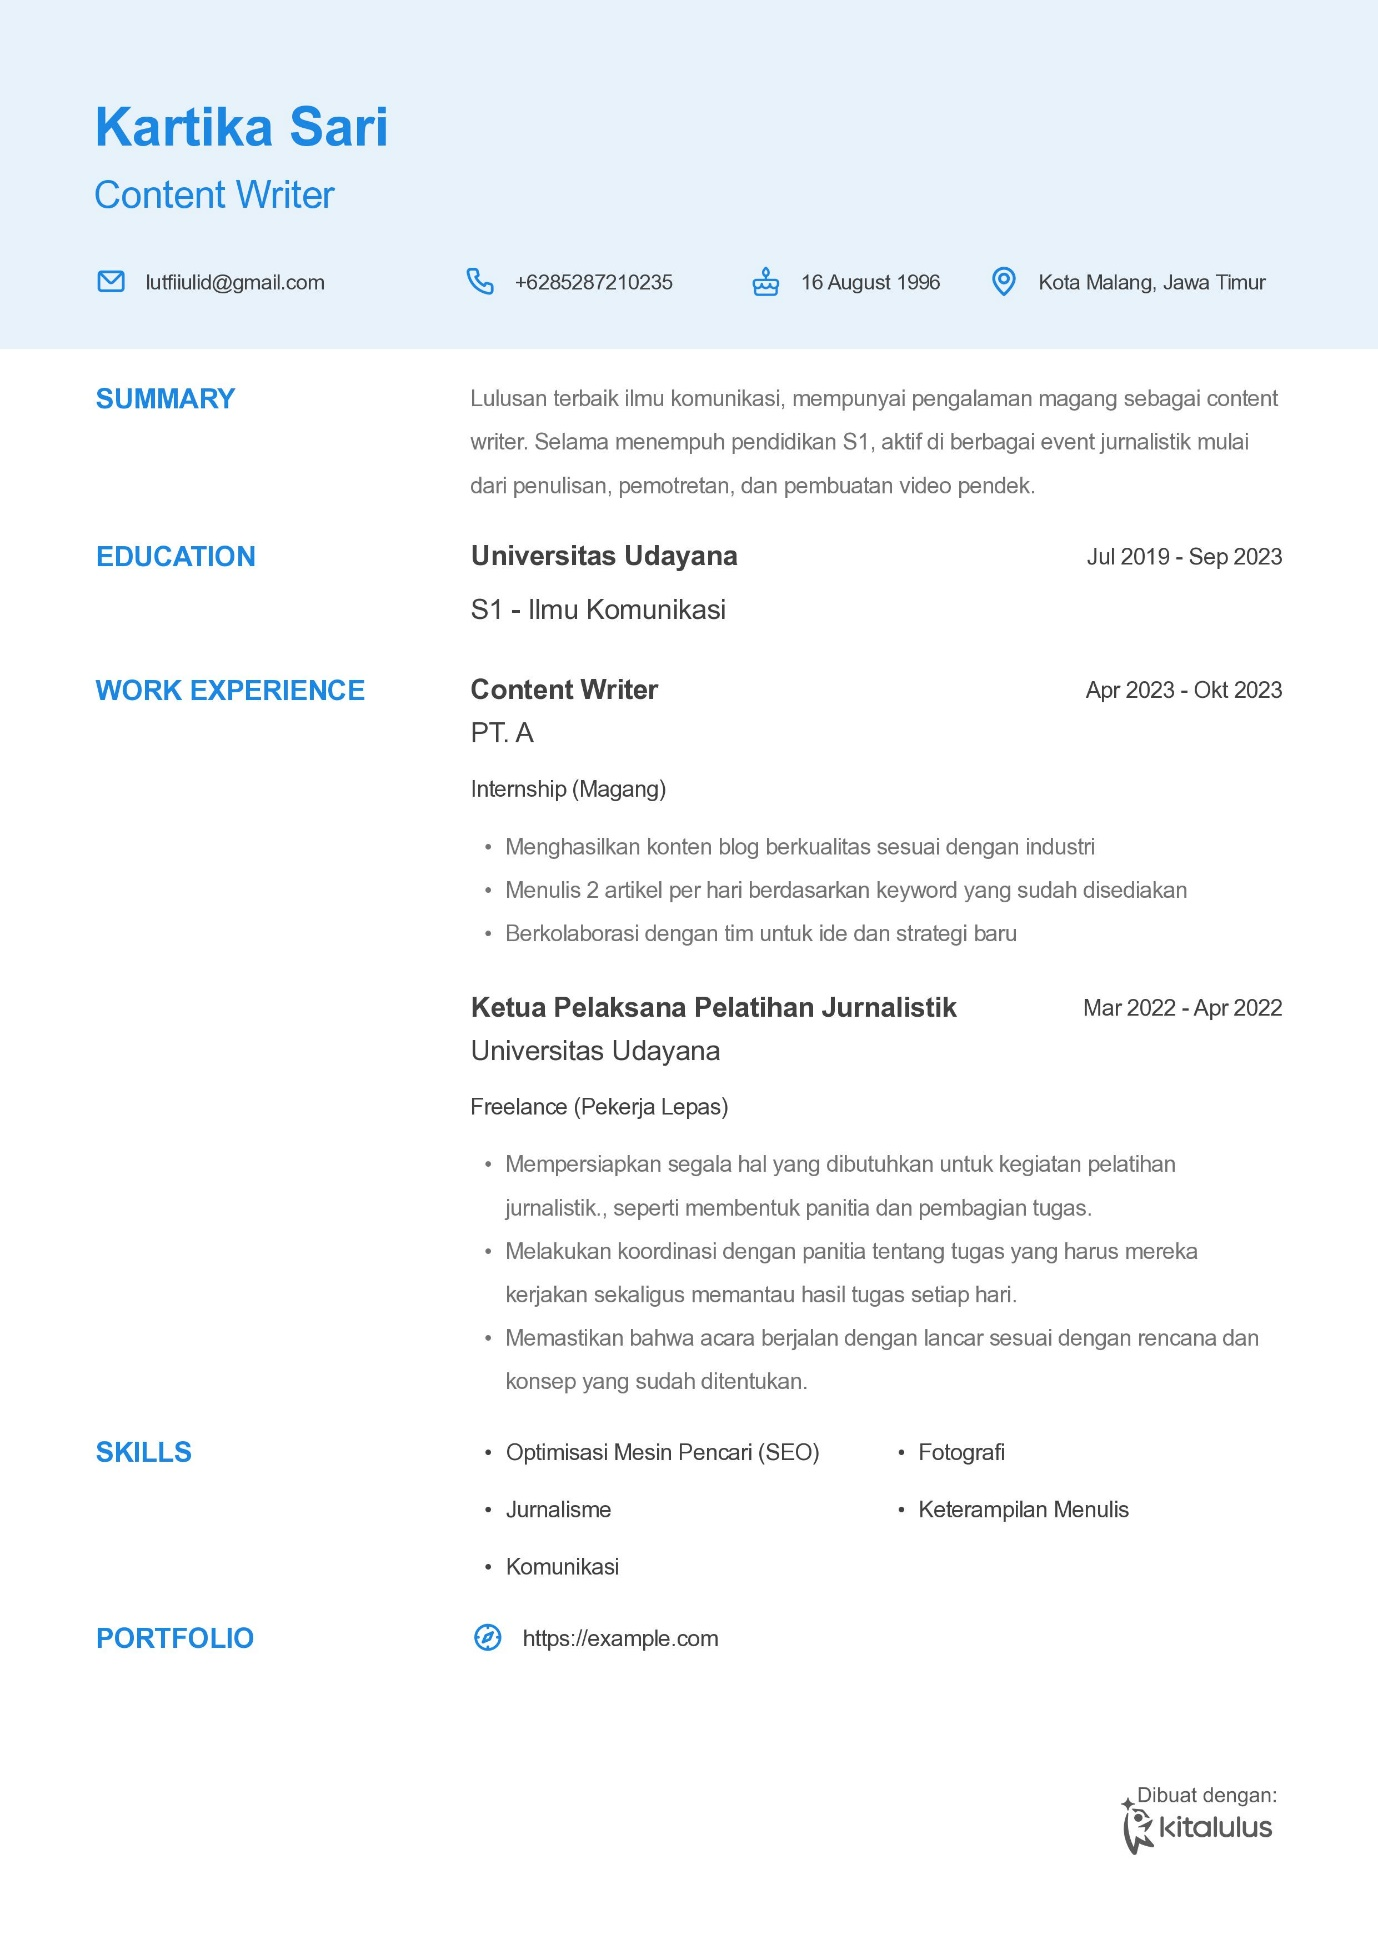 Kartika Sari
Content Writer
lutfiiulid@gmail.com
+6285287210235
16 August 1996
Kota Malang, Jawa Timur
SUMMARY
Lulusan terbaik ilmu komunikasi, mempunyai pengalaman magang sebagai content
writer. Selama menempuh pendidikan S1, aktif di berbagai event jurnalistik mulai
dari penulisan, pemotretan, dan pembuatan video pendek.
EDUCATION
Universitas Udayana
Jul 2019 - Sep 2023
S1 - Ilmu Komunikasi
WORK EXPERIENCE
Content Writer
Apr 2023 - Okt 2023
PT. A
Internship (Magang)
• Menghasilkan konten blog berkualitas sesuai dengan industri
• Menulis 2 artikel per hari berdasarkan keyword yang sudah disediakan
• Berkolaborasi dengan tim untuk ide dan strategi baru
Ketua Pelaksana Pelatihan Jurnalistik
Mar 2022 - Apr 2022
Universitas Udayana
Freelance (Pekerja Lepas)
• Mempersiapkan segala hal yang dibutuhkan untuk kegiatan pelatihan
jurnalistik., seperti membentuk panitia dan pembagian tugas.
• Melakukan koordinasi dengan panitia tentang tugas yang harus mereka
kerjakan sekaligus memantau hasil tugas setiap hari.
• Memastikan bahwa acara berjalan dengan lancar sesuai dengan rencana dan
konsep yang sudah ditentukan.
SKILLS
• Optimisasi Mesin Pencari (SEO)
• Fotografi
• Jurnalisme
• Keterampilan Menulis
• Komunikasi
PORTFOLIO
https://example.com
Dibuat dengan:
kitalulus